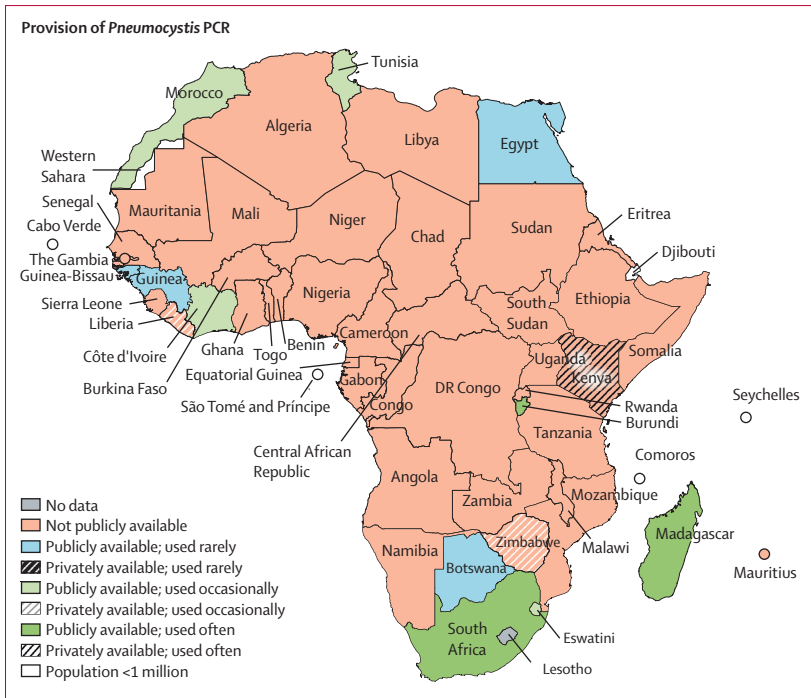 Provision of Pneumocystis PCR
Tunisia
Morocco
Algeria
Libya
Egypt
Western
Sahara
Senegal
Mauritania
Mali
Niger
Chad
Sudan
Eritrea
Cabo Verde
Djibouti
The Gambia
Guinea-Bissau
Guinea
Nigeria
Ethiopia
Sierra Leone
South
Sudan
Liberia
Cameroon
Somalia
Côte d'Ivoire
Ghana
Togo
Benin
Uganda
Kenya
Burkina Faso
Equatorial Guinea
Gabon
DR Congo
São Tomé and Príncipe
Congo
Rwanda
Burundi
Seychelles
Central African
Republic
Tanzania
Comoros
Angola
Zambia
Mozambique
Malawi
Madagascar
Zimbabwe
Namibia
Botswana
Mauritius
South
Africa
Eswatini
Lesotho
No data
Not publicly available
Publicly available; used rarely
Privately available; used rarely
Publicly available; used occasionally
Privately available; used occasionally
Publicly available; used often
Privately available; used often
Population <1 million